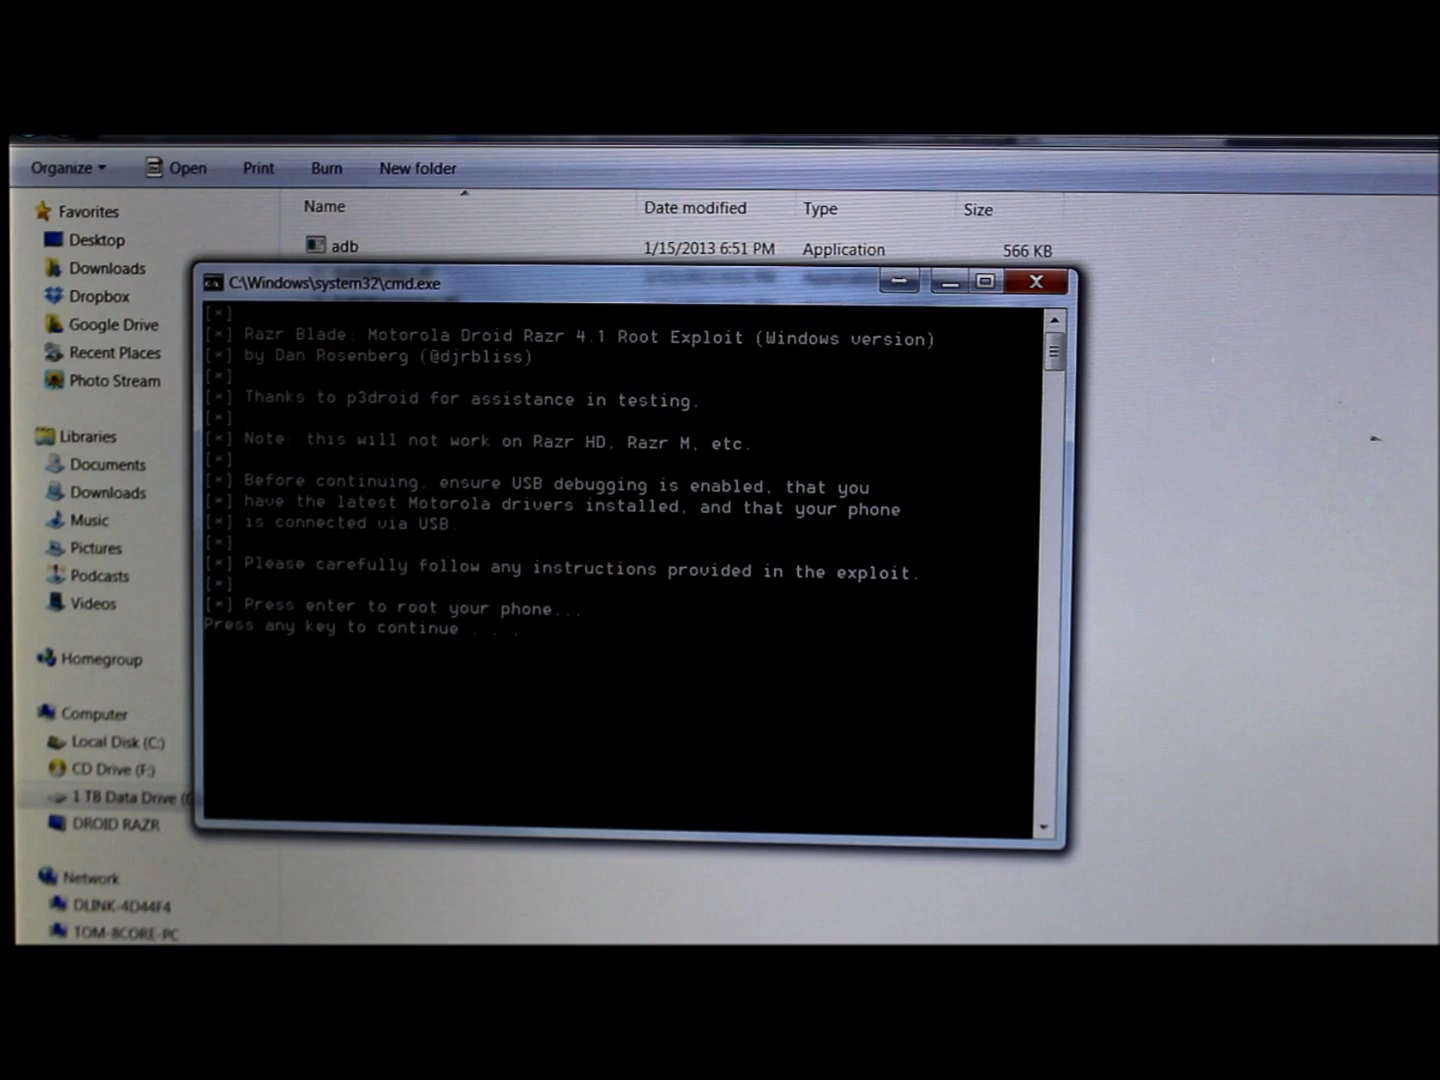 Organize Open Print Burn New folder
Favorites
Desktop
Downloads
Dropbox
Google Drive
Recent Places
Photo Stream
Libraries
Documents
Downloads
Music
Pictures
Podcasts
Videos
Homegroup
Computer
Local Disk (C:)
CD Drive (F:)
1 TB Data Drive
DROID RAZR
Network
DLINK-4D44F4
TOM-8CORE-PC
Name Date modified Type Size
adb 1/15/2013 6:51 PM Application 566 KB
C:\Windows\system32\cmd.exe
[*]
[*] Razr Blade: Motorola Droid Razr 4.1 Root Exploit (Windows version)
[*] by Dan Rosenberg (@djrbliss)
[*]
[*] Thanks to p3droid for assistance in testing.
[*]
[*] Note: this will not work on Razr HD, Razr M, etc.
[*]
[*] Before continuing, ensure USB debugging is enabled, that you
[*] have the latest Motorola drivers installed, and that your phone
[*] is connected via USB.
[*]
[*] Please carefully follow any instructions provided in the exploit.
[*]
[*] Press enter to root your phone...
Press any key to continue . . .